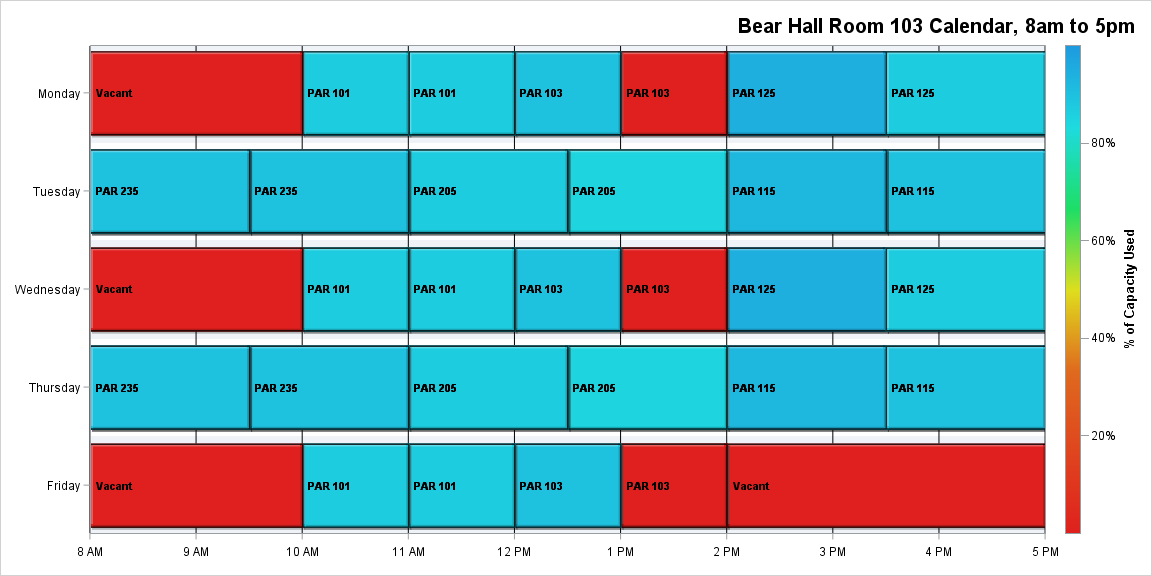 Bear Hall Room 103 Calendar, 8am to 5pm
Monday
Vacant
PAR 101
PAR 101
PAR 103
PAR 103
PAR 125
PAR 125
Tuesday
PAR 235
PAR 235
PAR 205
PAR 205
PAR 115
PAR 115
Wednesday
Vacant
PAR 101
PAR 101
PAR 103
PAR 103
PAR 125
PAR 125
Thursday
PAR 235
PAR 235
PAR 205
PAR 205
PAR 115
PAR 115
Friday
Vacant
PAR 101
PAR 101
PAR 103
PAR 103
Vacant
8 AM
9 AM
10 AM
11 AM
12 PM
1 PM
2 PM
3 PM
4 PM
5 PM
80%
60%
40%
20%
% of Capacity Used